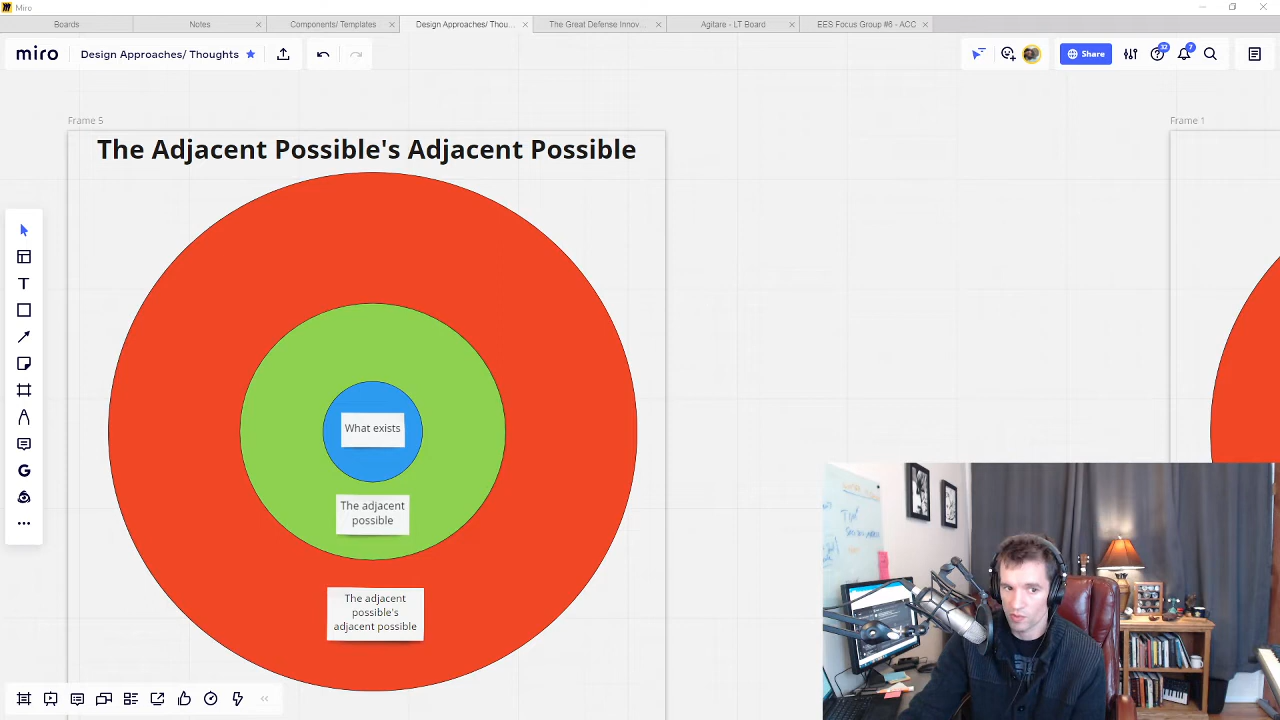 Miro
Boards
Notes
Components/ Templates
Design Approaches/ Thou...
The Great Defense Innov...
Agitare - LT Board
EES Focus Group #6 - ACC
miro
Design Approaches/ Thoughts
32
7
Share
Frame 5
Frame 1
The Adjacent Possible's Adjacent Possible
What exists
The adjacent
possible
The adjacent
possible's
adjacent possible